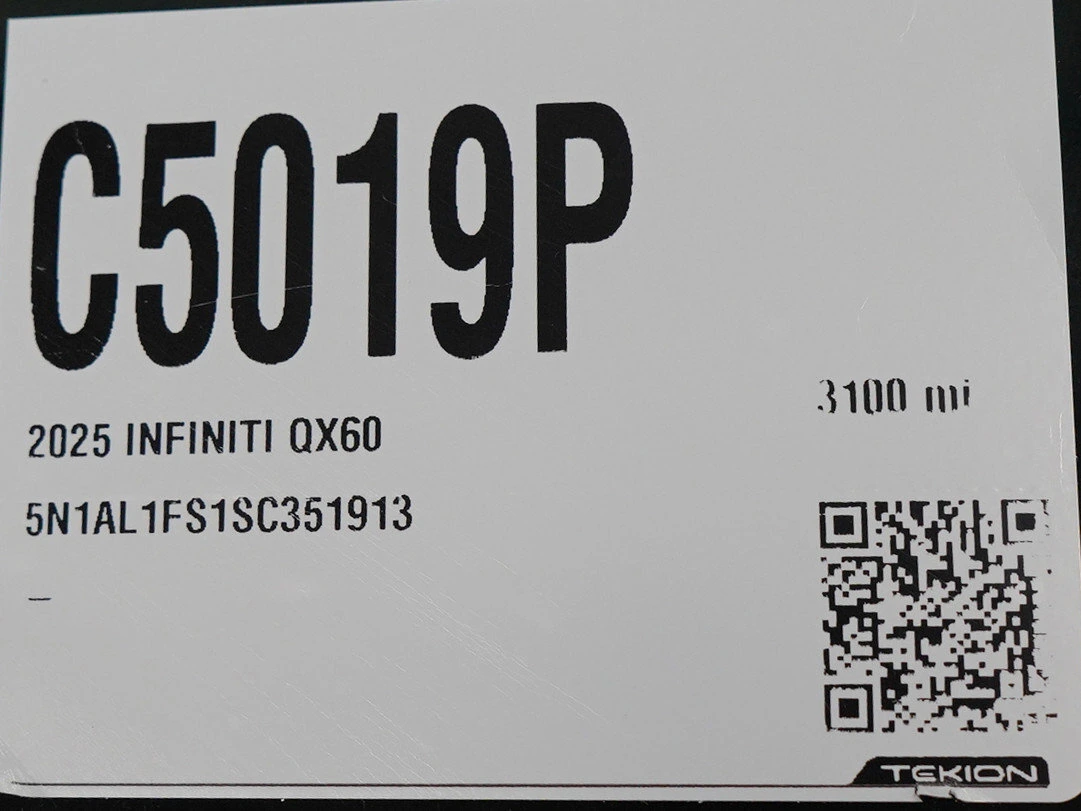 C5019P
3100 mi
2025 INFINITI QX60
5N1AL1FS1SC351913
–
TEKION